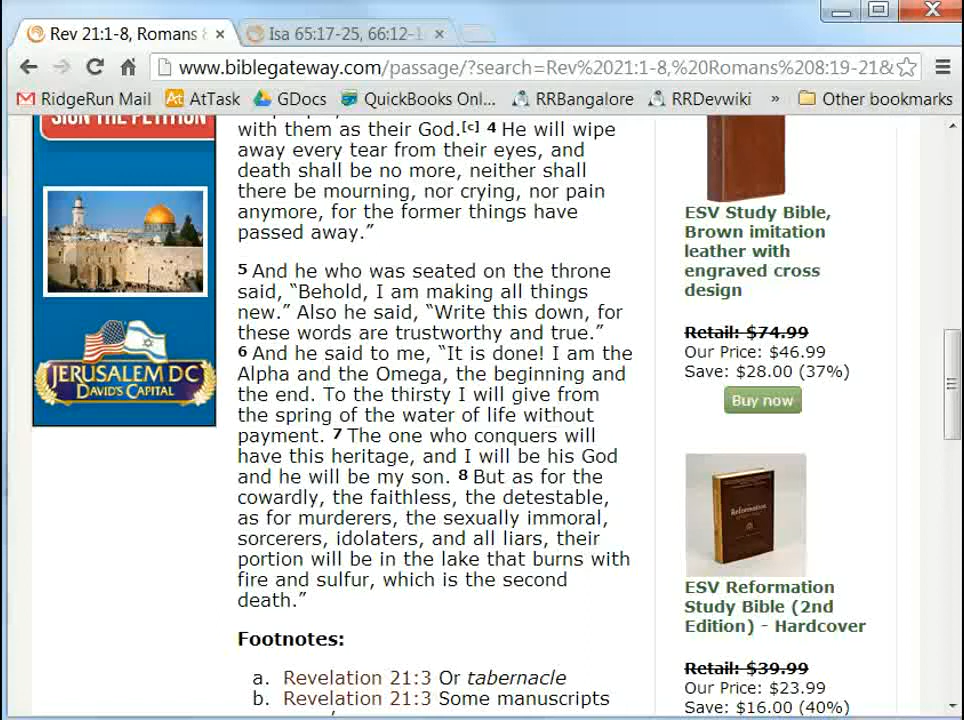 Rev 21:1-8, Romans 8
Isa 65:17-25, 66:12-1
www.biblegateway.com/passage/?search=Rev%2021:1-8,%20Romans%208:19-21&
RidgeRun Mail
AtTask
GDocs
QuickBooks Onl...
RRBangalore
RRDevwiki
»
Other bookmarks
SIGN THE PETITION
JERUSALEM DC
DAVID'S CAPITAL
with them as their God.[c] 4 He will wipe
away every tear from their eyes, and
death shall be no more, neither shall
there be mourning, nor crying, nor pain
anymore, for the former things have
passed away.”
5 And he who was seated on the throne
said, “Behold, I am making all things
new.” Also he said, “Write this down, for
these words are trustworthy and true.”
6 And he said to me, “It is done! I am the
Alpha and the Omega, the beginning and
the end. To the thirsty I will give from
the spring of the water of life without
payment. 7 The one who conquers will
have this heritage, and I will be his God
and he will be my son. 8 But as for the
cowardly, the faithless, the detestable,
as for murderers, the sexually immoral,
sorcerers, idolaters, and all liars, their
portion will be in the lake that burns with
fire and sulfur, which is the second
death.”
Footnotes:
a. Revelation 21:3 Or tabernacle
b. Revelation 21:3 Some manuscripts
ESV Study Bible,
Brown imitation
leather with
engraved cross
design
Retail: $74.99
Our Price: $46.99
Save: $28.00 (37%)
Buy now
Reformation
ESV Reformation
Study Bible (2nd
Edition) - Hardcover
Retail: $39.99
Our Price: $23.99
Save: $16.00 (40%)